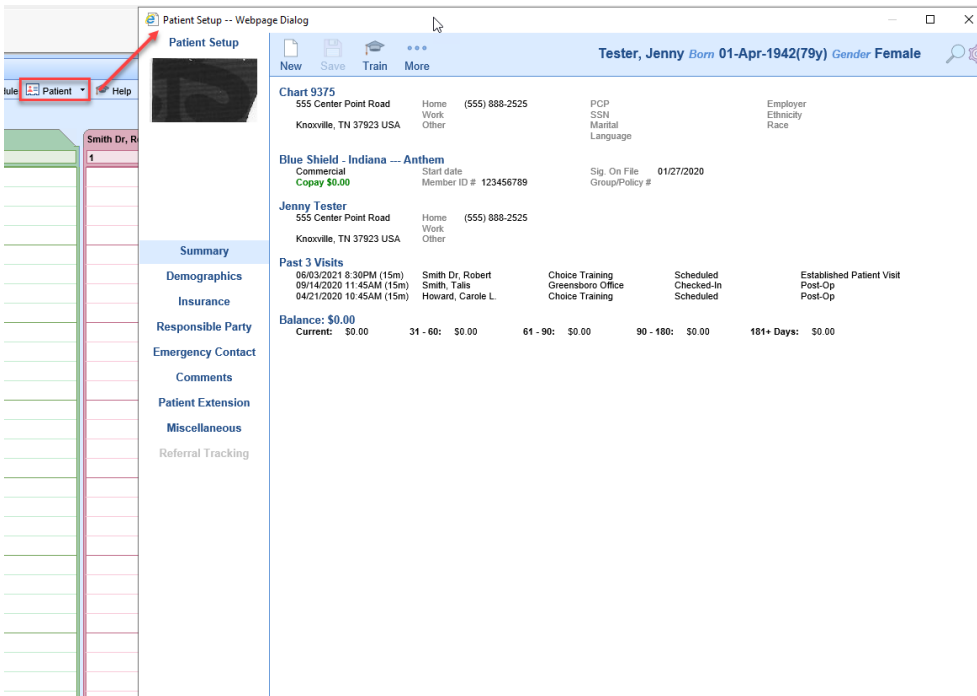 Patient Setup -- Webpage Dialog
Patient Setup
New Save Train More
Tester, Jenny Born 01-Apr-1942(79y) Gender Female
Patient Help
Smith Dr,
1
Summary
Demographics
Insurance
Responsible Party
Emergency Contact
Comments
Patient Extension
Miscellaneous
Referral Tracking
Chart 9375
555 Center Point Road Home (555) 888-2525 PCP Employer
Work SSN Ethnicity
Knoxville, TN 37923 USA Other Marital Race
Language
Blue Shield - Indiana --- Anthem
Commercial Start date Sig. On File 01/27/2020
Copay $0.00 Member ID # 123456789 Group/Policy #
Jenny Tester
555 Center Point Road Home (555) 888-2525
Work
Knoxville, TN 37923 USA Other
Past 3 Visits
06/03/2021 8:30PM (15m) Smith Dr, Robert Choice Training Scheduled Established Patient Visit
09/14/2020 11:45AM (15m) Smith, Talis Greensboro Office Checked-In Post-Op
04/21/2020 10:45AM (15m) Howard, Carole L. Choice Training Scheduled Post-Op
Balance: $0.00
Current: $0.00 31 - 60: $0.00 61 - 90: $0.00 90 - 180: $0.00 181+ Days: $0.00